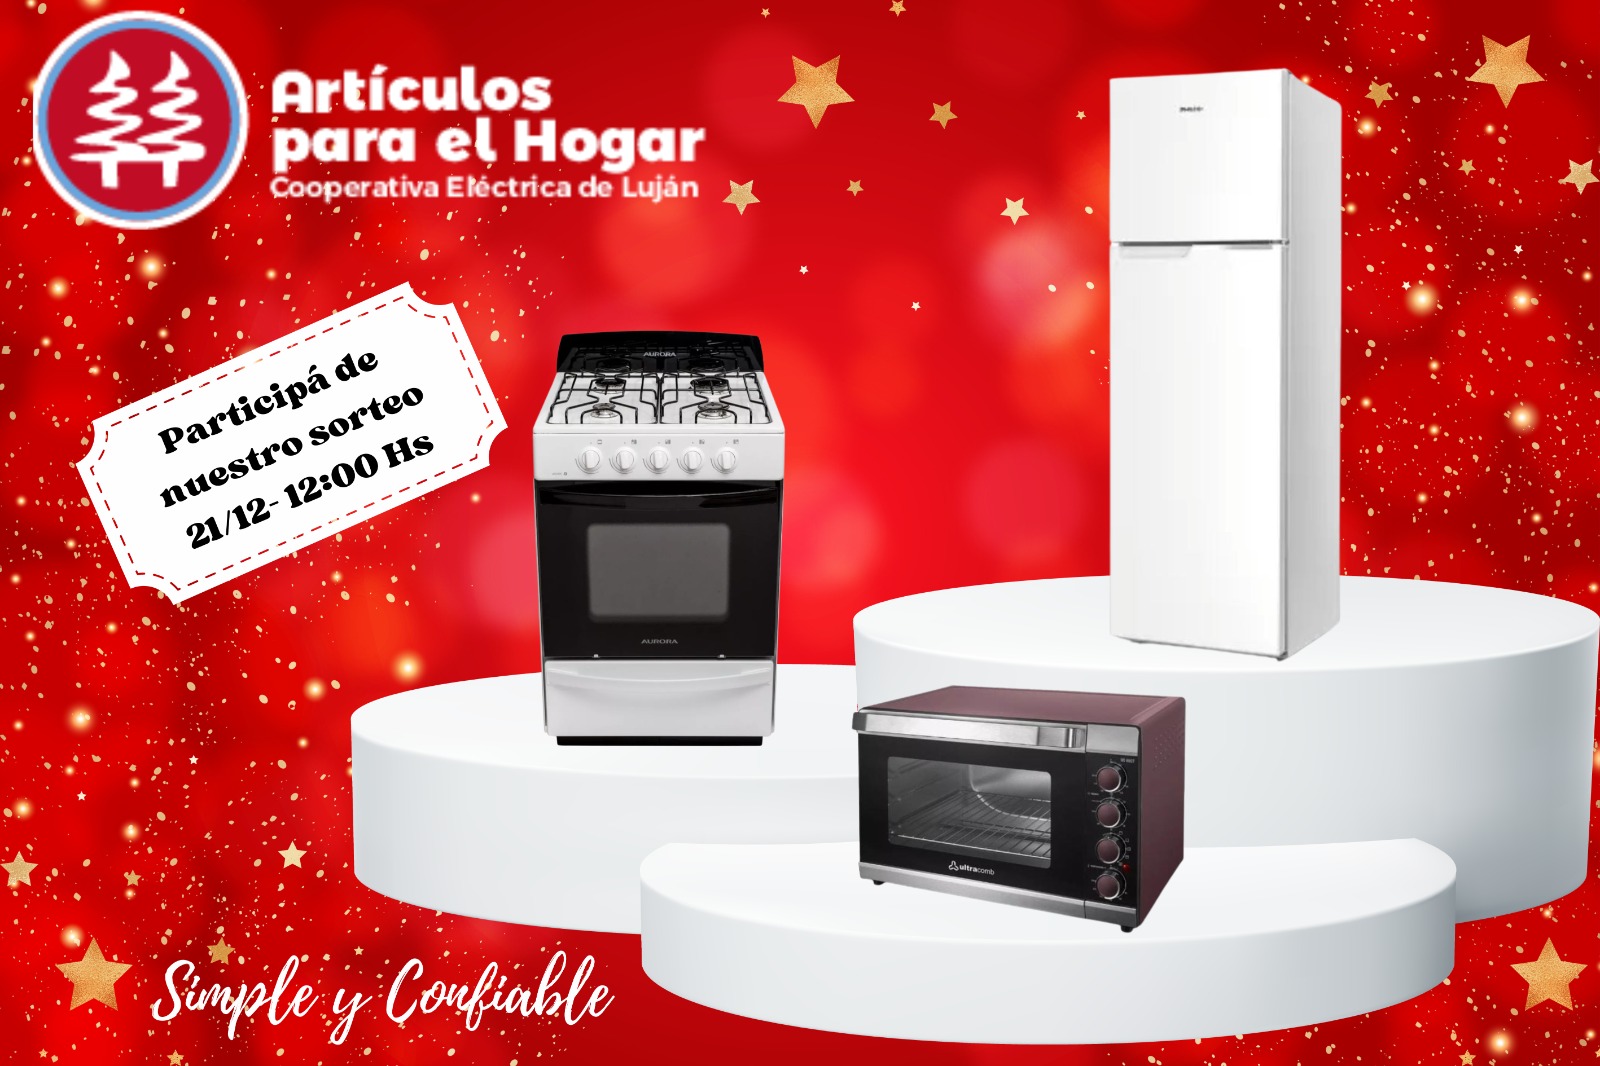 Artículos
para el Hogar
Cooperativa Eléctrica de Luján
Participá de
nuestro sorteo
21/12- 12:00 Hs
AURORA
AURORA
ultracomb
Simple y Confiable